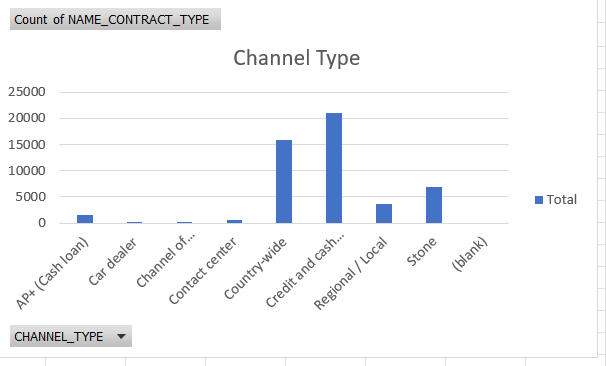 Count of NAME_CONTRACT_TYPE
Channel Type
25000
20000
15000
10000
5000
0
AP+ (Cash loan)
Car dealer
Channel of...
Contact center
Country-wide
Credit and cash...
Regional / Local
Stone
(blank)
Total
CHANNEL_TYPE